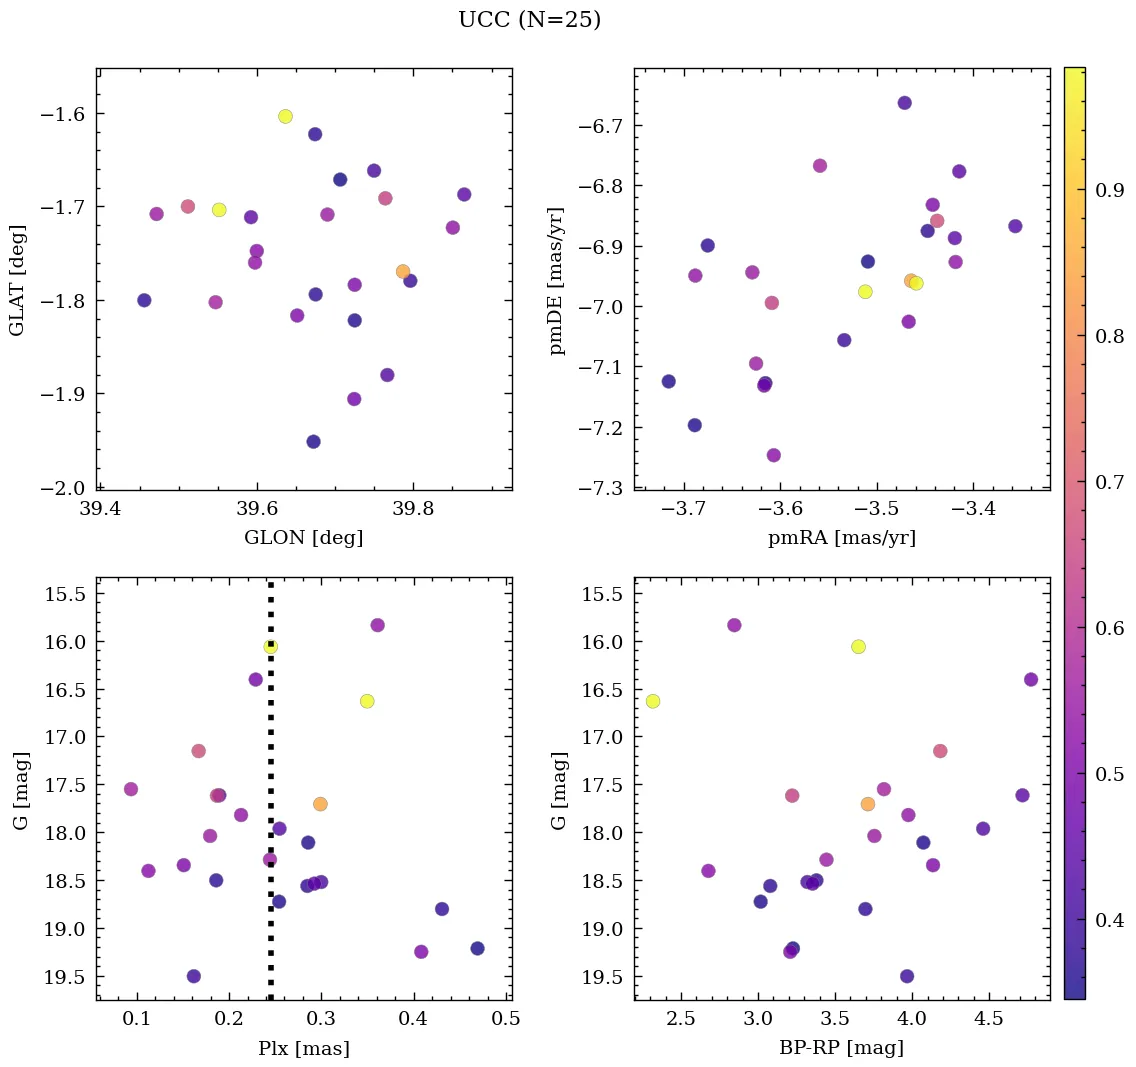 UCC (N=25)
−1.6
−1.7
−1.8
−1.9
−2.0
GLAT [deg]
39.4 39.6 39.8
GLON [deg]
−6.7
−6.8
−6.9
−7.0
−7.1
−7.2
−7.3
pmDE [mas/yr]
−3.7 −3.6 −3.5 −3.4
pmRA [mas/yr]
15.5
16.0
16.5
17.0
17.5
18.0
18.5
19.0
19.5
G [mag]
0.1 0.2 0.3 0.4 0.5
Plx [mas]
15.5
16.0
16.5
17.0
17.5
18.0
18.5
19.0
19.5
G [mag]
2.5 3.0 3.5 4.0 4.5
BP-RP [mag]
0.9
0.8
0.7
0.6
0.5
0.4